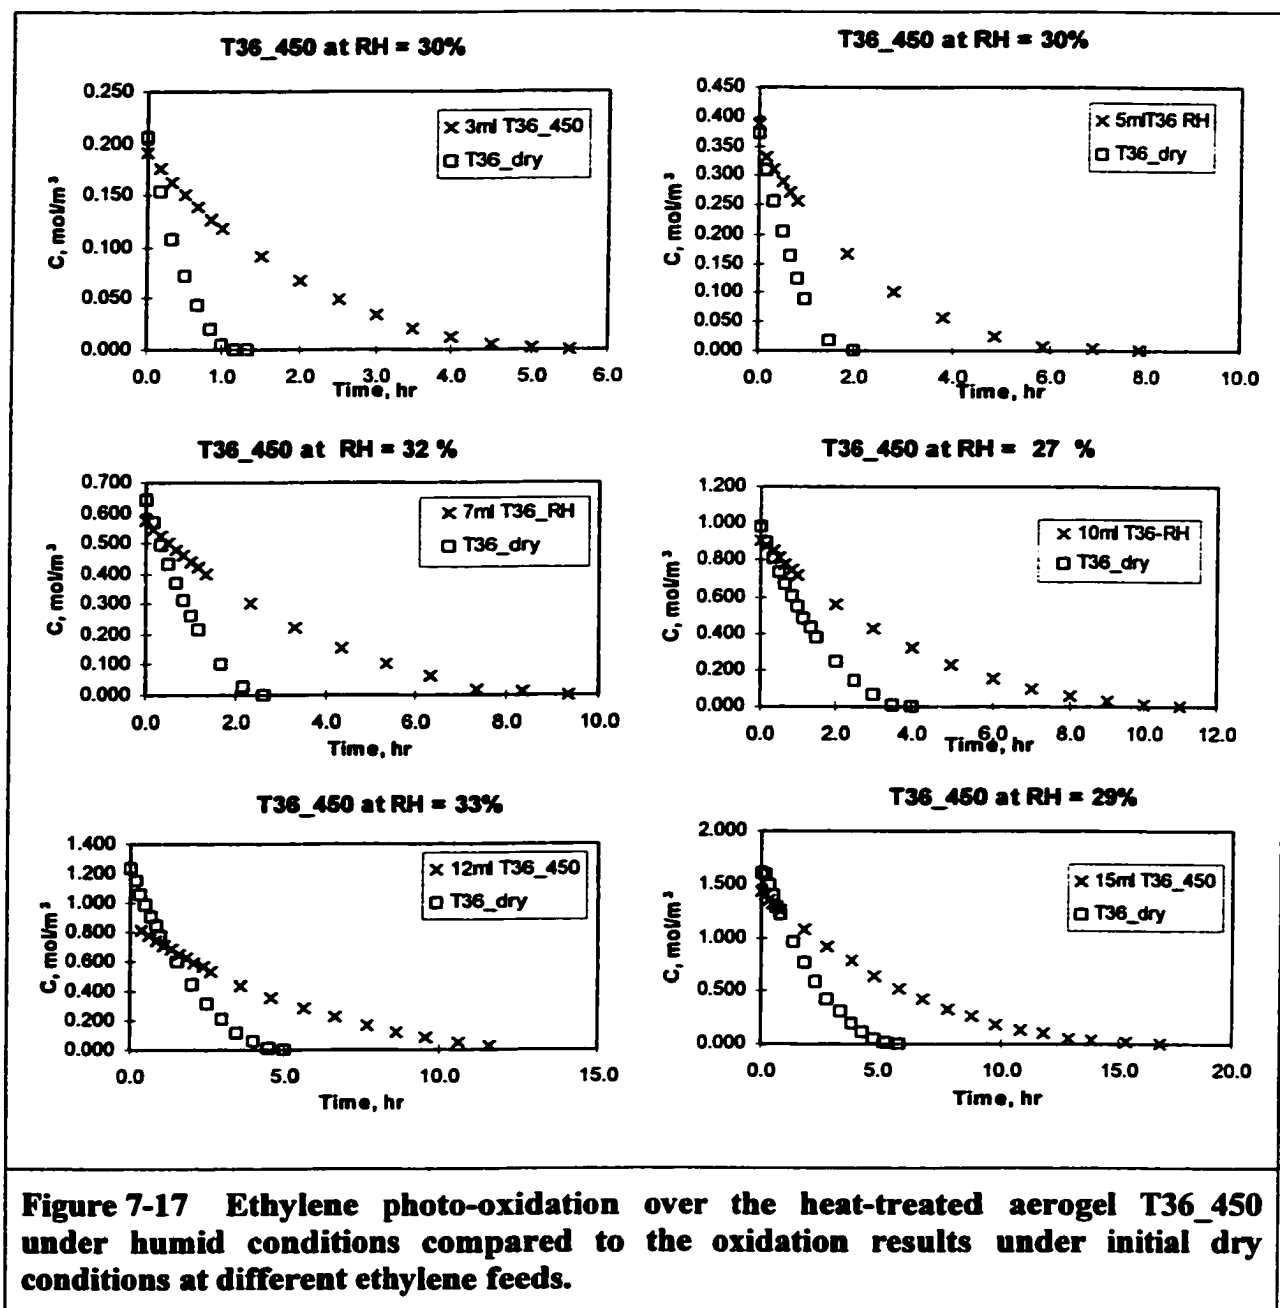 T36_450 at RH = 30%
0.250
0.200
0.150
0.100
0.050
0.000
C, mol/m³
3ml T36_450
T36_dry
0.0 1.0 2.0 3.0 4.0 5.0 6.0
Time, hr
T36_450 at RH = 30%
0.450
0.400
0.350
0.300
0.250
0.200
0.150
0.100
0.050
0.000
C, mol/m³
5mlT36 RH
T36_dry
0.0 2.0 4.0 6.0 8.0 10.0
Time, hr
T36_450 at RH = 32 %
0.700
0.600
0.500
0.400
0.300
0.200
0.100
0.000
C, mol/m³
7ml T36_RH
T36_dry
0.0 2.0 4.0 6.0 8.0 10.0
Time, hr
T36_450 at RH = 27 %
1.200
1.000
0.800
0.600
0.400
0.200
0.000
C, mol/m³
10ml T36-RH
T36_dry
0.0 2.0 4.0 6.0 8.0 10.0 12.0
Time, hr
T36_450 at RH = 33%
1.400
1.200
1.000
0.800
0.600
0.400
0.200
0.000
C, mol/m³
12ml T36_450
T36_dry
0.0 5.0 10.0 15.0
Time, hr
T36_450 at RH = 29%
2.000
1.500
1.000
0.500
0.000
C, mol/m³
15ml T36_450
T36_dry
0.0 5.0 10.0 15.0 20.0
Time, hr
Figure 7-17 Ethylene photo-oxidation over the heat-treated aerogel T36_450
under humid conditions compared to the oxidation results under initial dry
conditions at different ethylene feeds.